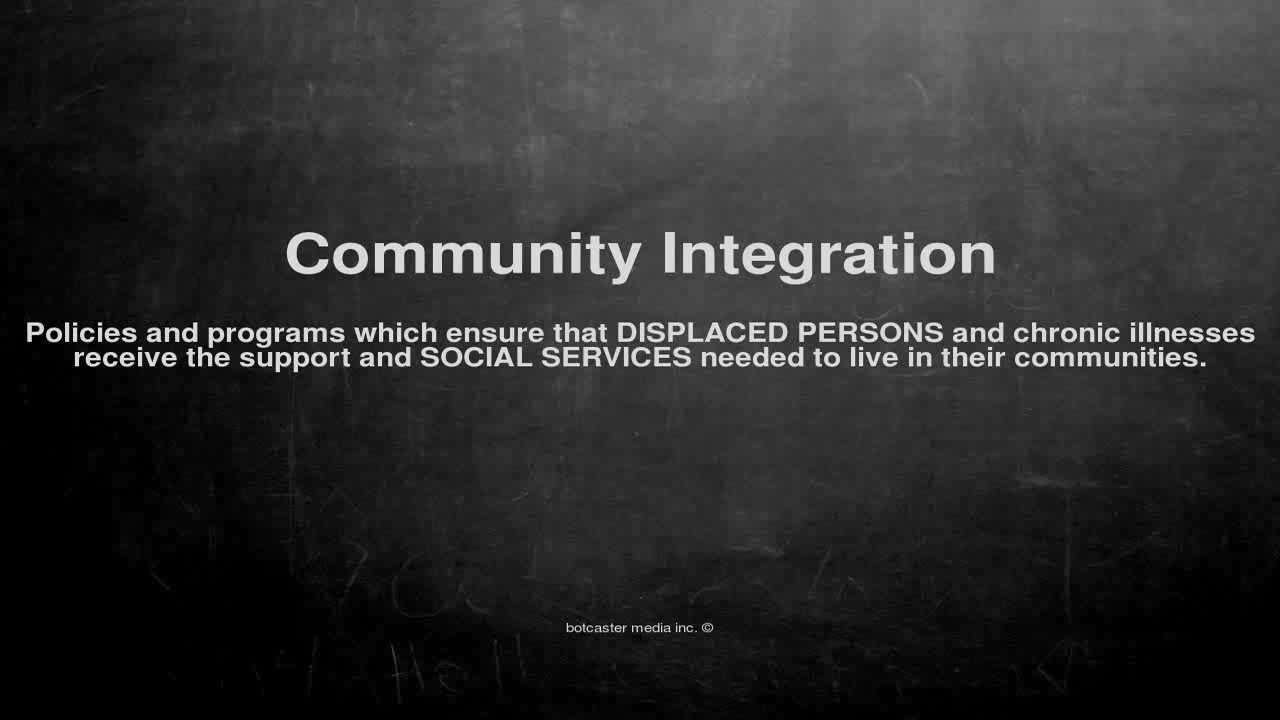 Community Integration
Policies and programs which ensure that DISPLACED PERSONS and chronic illnesses
receive the support and SOCIAL SERVICES needed to live in their communities.
botcaster media inc. ©